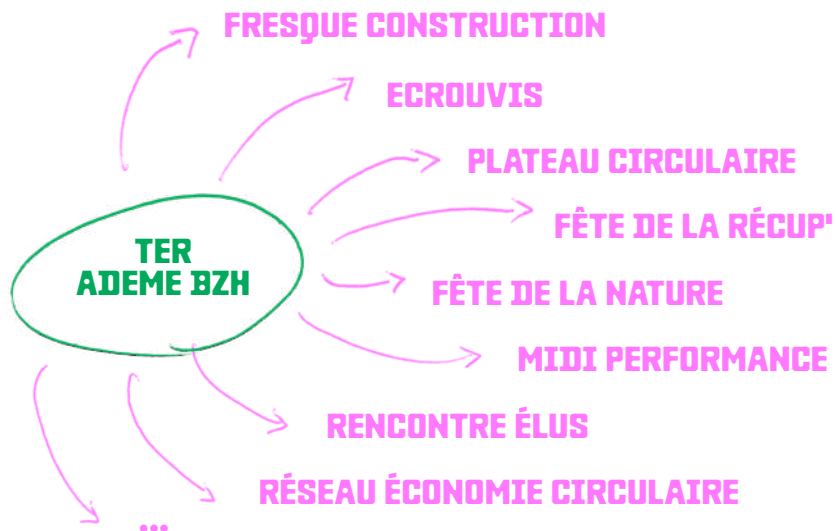 FRESQUE CONSTRUCTION
ECROUVIS
PLATEAU CIRCULAIRE
FÊTE DE LA RÉCUP'
TER
ADEME BZH
FÊTE DE LA NATURE
MIDI PERFORMANCE
RENCONTRE ÉLUS
RÉSEAU ÉCONOMIE CIRCULAIRE
...